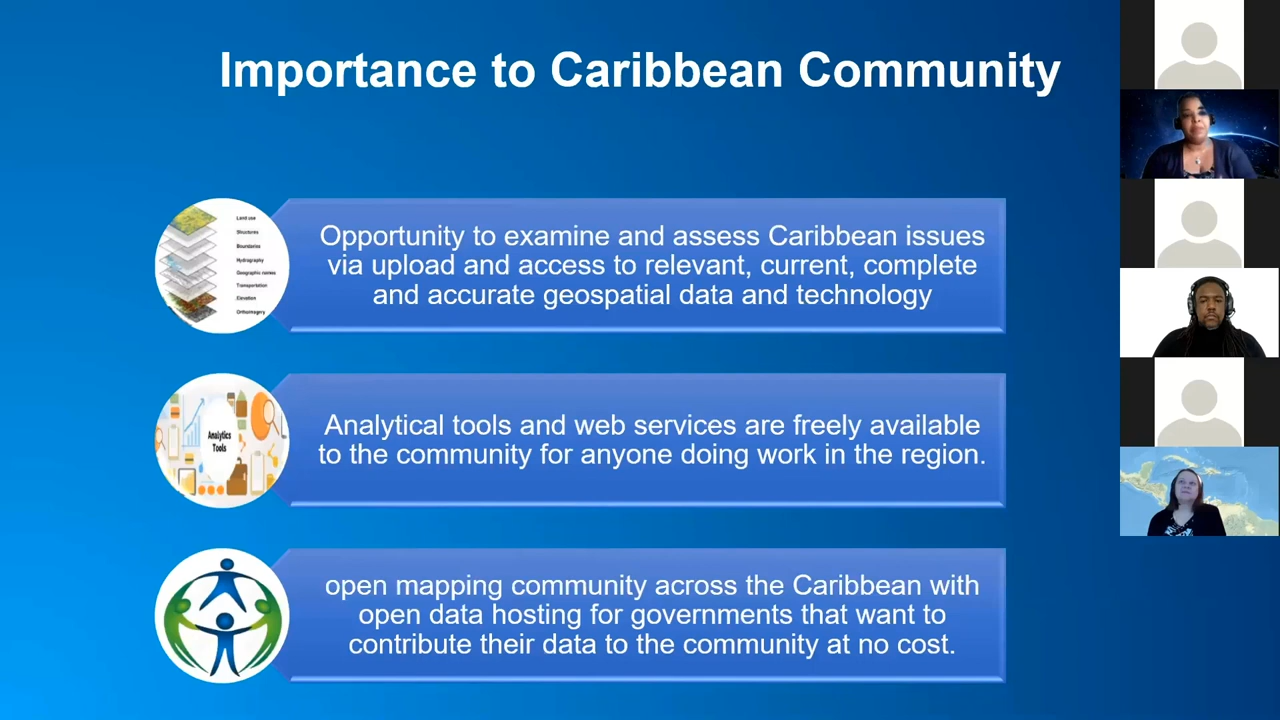 Importance to Caribbean Community
Land use
Structures
Boundaries
Hydrography
Geographic names
Transportation
Elevation
Orthoimagery
Opportunity to examine and assess Caribbean issues
via upload and access to relevant, current, complete
and accurate geospatial data and technology
Analytics
Tools
Analytical tools and web services are freely available
to the community for anyone doing work in the region.
open mapping community across the Caribbean with
open data hosting for governments that want to
contribute their data to the community at no cost.